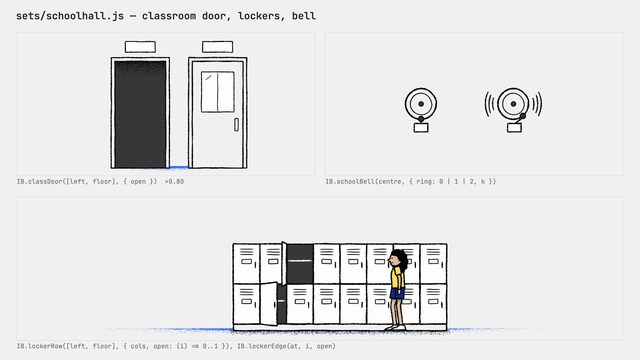 sets/schoolhall.js — classroom door, lockers, bell
IB.classDoor([left, floor], { open }) ×0.80
IB.schoolBell(centre, { ring: 0 | 1 | 2, k })
IB.lockerRow([left, floor], { cols, open: (i) => 0..1 }), IB.lockerEdge(at, i, open)